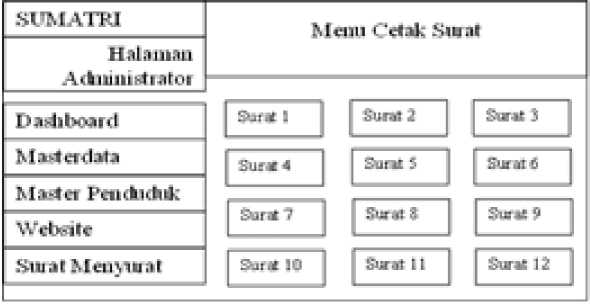 SUMATRI
Halaman
Administrator
Menu Cetak Surat
Dashboard
Masterdata
Master Penduduk
Website
Surat Menyurat
Surat 1
Surat 2
Surat 3
Surat 4
Surat 5
Surat 6
Surat 7
Surat 8
Surat 9
Surat 10
Surat 11
Surat 12